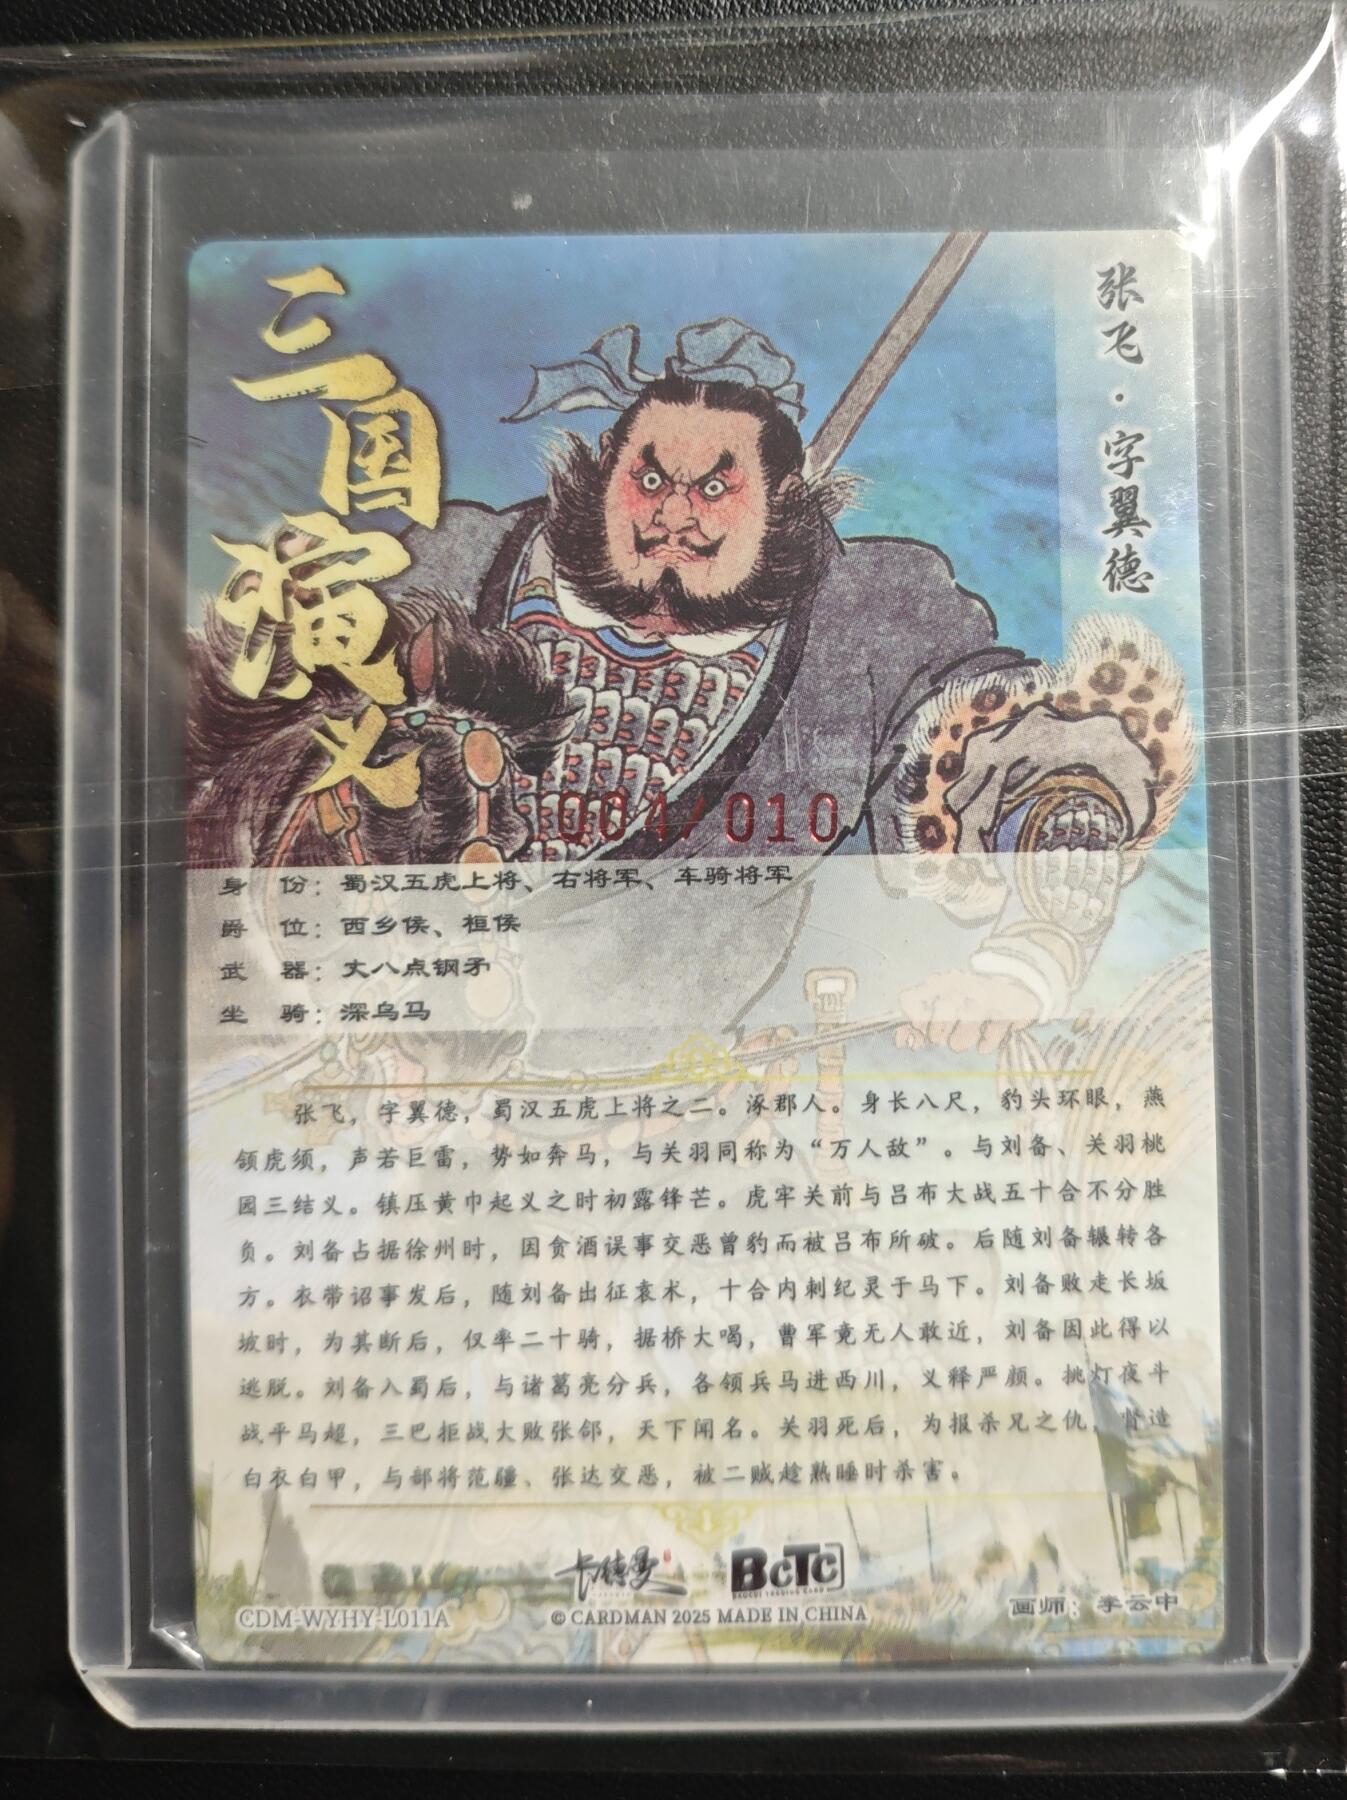 三国演义
张飞·字翼德
004/010
身 份：蜀汉五虎上将、右将军、车骑将军
爵 位：西乡侯、桓侯
武 器：丈八点钢矛
坐 骑：深乌马
张飞，字翼德，蜀汉五虎上将之二。涿郡人。身长八尺，豹头环眼，燕
颌虎须，声若巨雷，势如奔马，与关羽同称为“万人敌”。与刘备、关羽桃
园三结义。镇压黄巾起义之时初露锋芒。虎牢关前与吕布大战五十合不分胜
负。刘备占据徐州时，因贪酒误事交恶曾豹而被吕布所破。后随刘备辗转各
方。衣带诏事发后，随刘备出征袁术，十合内刺纪灵于马下。刘备败走长坂
坡时，为其断后，仅率二十骑，据桥大喝，曹军竟无人敢近，刘备因此得以
逃脱。刘备入蜀后，与诸葛亮分兵，各领兵马进西川，义释严颜。挑灯夜斗
战平马超，三巴拒战大败张郃，天下闻名。关羽死后，为报杀兄之仇，督造
白衣白甲，与部将范疆、张达交恶，被二贼趁熟睡时杀害。
卡德曼
BCTC
CDM-WYHY-L011A
© CARDMAN 2025 MADE IN CHINA
画师：李云中